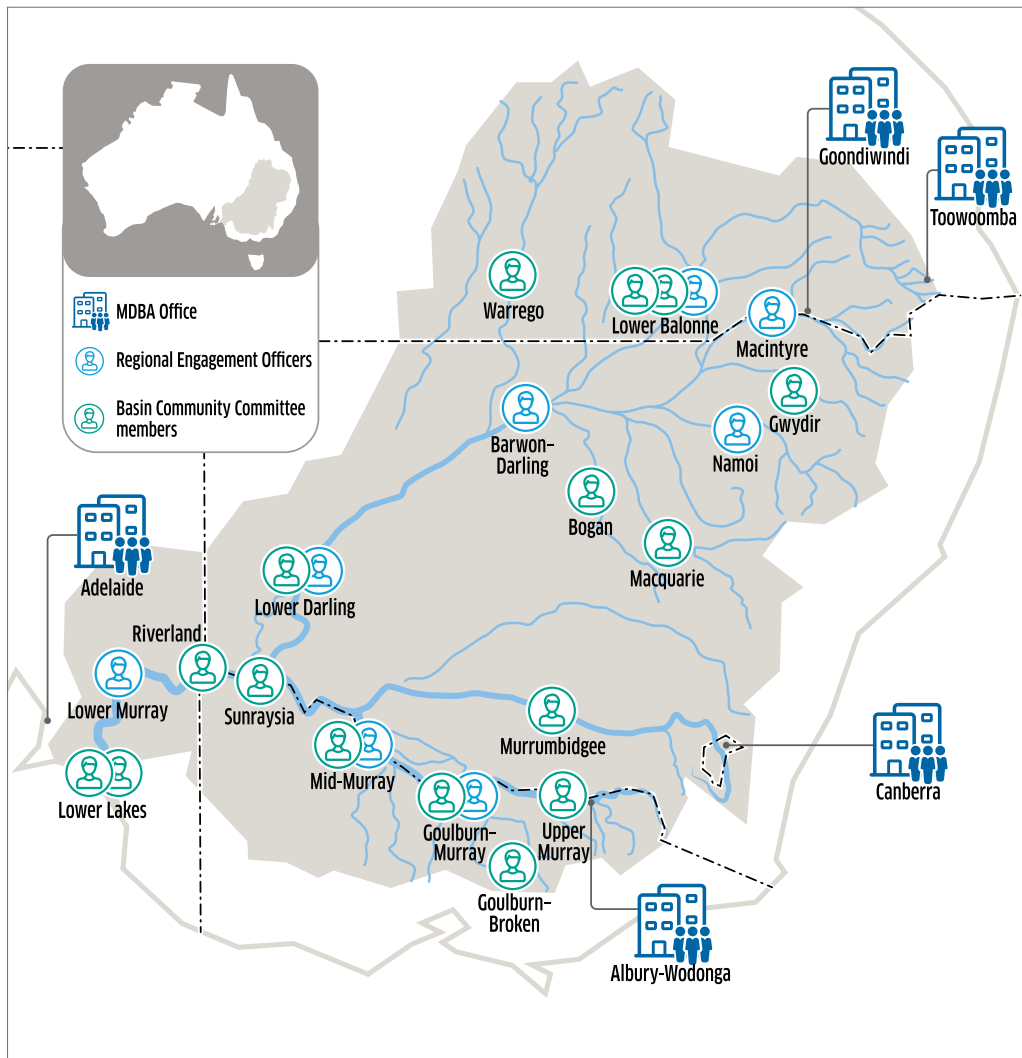 Goondiwindi
Toowoomba
MDBA Office
Regional Engagement Officers
Basin Community Committee
members
Warrego
Lower Balonne
Macintyre
Gwydir
Namoi
Barwon–
Darling
Bogan
Macquarie
Adelaide
Lower Darling
Riverland
Lower Murray
Sunraysia
Murrumbidgee
Mid-Murray
Canberra
Lower Lakes
Goulburn–
Murray
Upper
Murray
Goulburn–
Broken
Albury-Wodonga